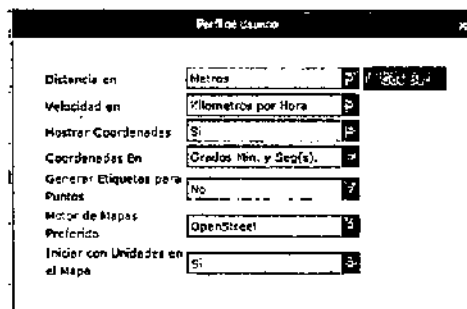 Perfil de Usuario
Distancia en Metros
Velocidad en Kilometros por Hora
Mostrar Coordenadas Si
Coordenadas En Grados Min. y Seg(s).
Generar Etiquetas para
Puntos No
Motor de Mapas
Preferido OpenStreet
Iniciar con Unidades en
el Mapa Si